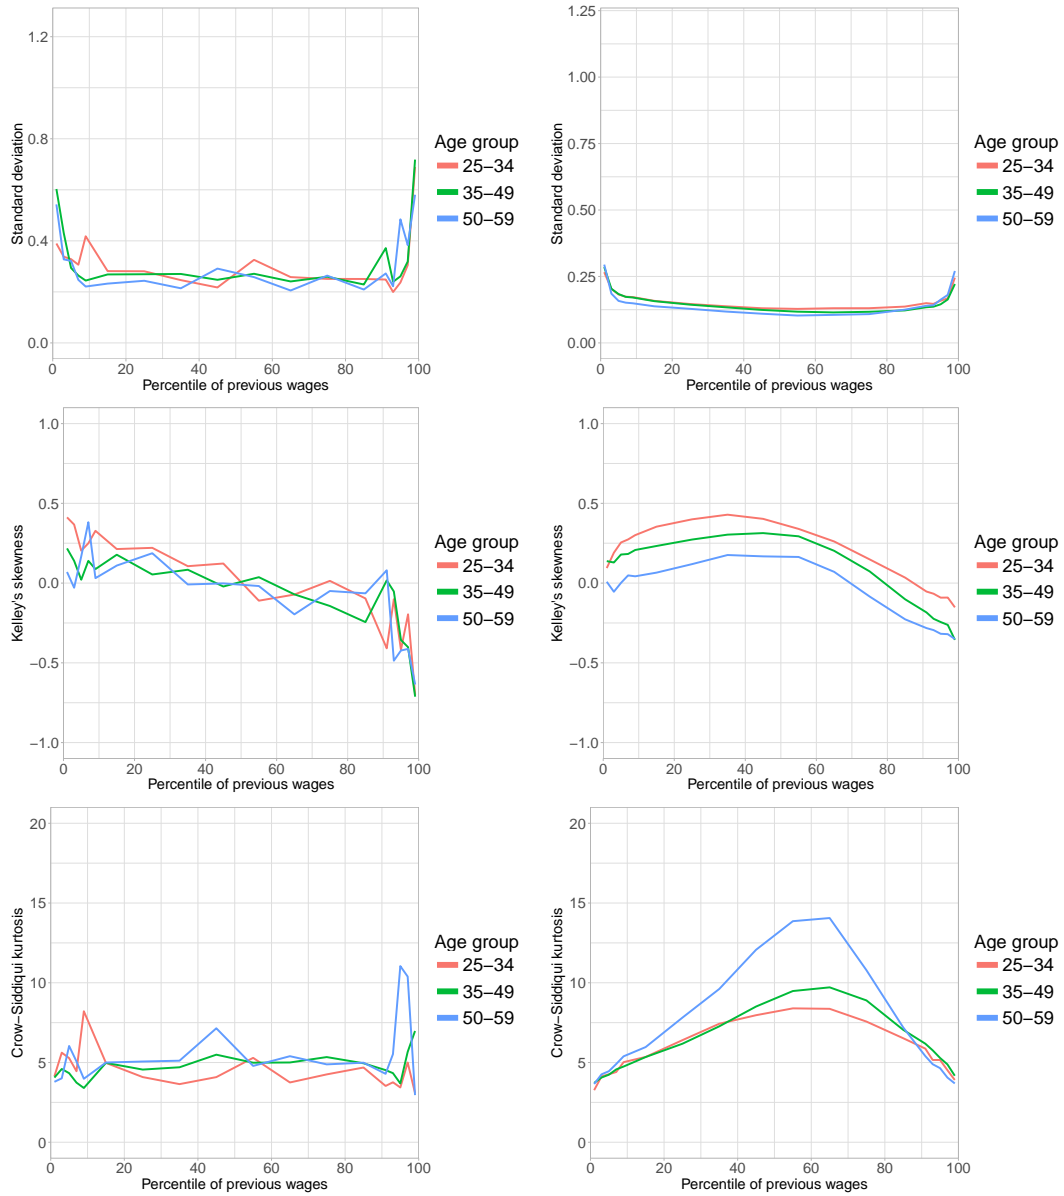 1.2
0.8
0.4
0.0
Standard deviation
0 20 40 60 80 100
Percentile of previous wages
Age group
25−34
35−49
50−59
1.25
1.00
0.75
0.50
0.25
0.00
Standard deviation
0 20 40 60 80 100
Percentile of previous wages
Age group
25−34
35−49
50−59
1.0
0.5
0.0
−0.5
−1.0
Kelley's skewness
0 20 40 60 80 100
Percentile of previous wages
Age group
25−34
35−49
50−59
1.0
0.5
0.0
−0.5
−1.0
Kelley's skewness
0 20 40 60 80 100
Percentile of previous wages
Age group
25−34
35−49
50−59
20
15
10
5
0
Crow−Siddiqui kurtosis
0 20 40 60 80 100
Percentile of previous wages
Age group
25−34
35−49
50−59
20
15
10
5
0
Crow−Siddiqui kurtosis
0 20 40 60 80 100
Percentile of previous wages
Age group
25−34
35−49
50−59